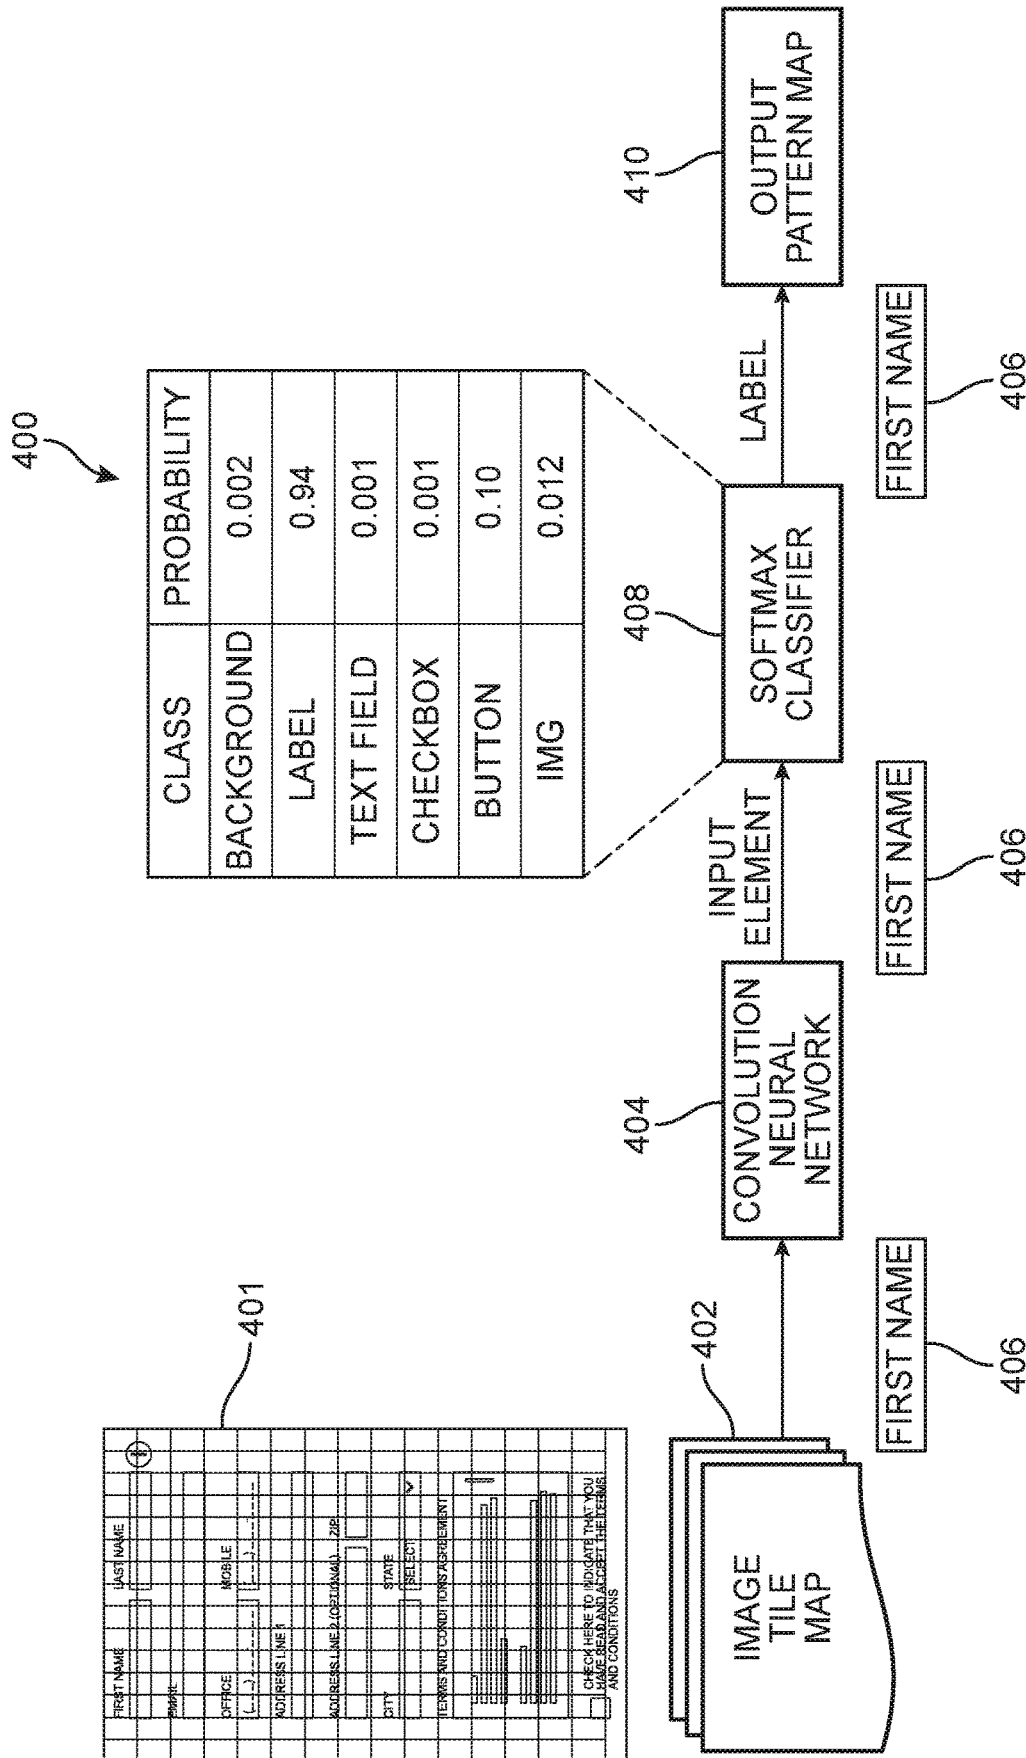 400
401
FIRST NAME
LAST NAME
EMAIL
OFFICE
MOBILE
(__)
(__)
ADDRESS LINE 1
ADDRESS LINE 2 (OPTIONAL)
ZIP
CITY
STATE
SELECT
TERMS AND CONDITIONS AGREEMENT
CHECK HERE TO INDICATE THAT YOU
HAVE READ AND ACCEPT THE TERMS
AND CONDITIONS
CLASS PROBABILITY
BACKGROUND 0.002
LABEL 0.94
TEXT FIELD 0.001
CHECKBOX 0.001
BUTTON 0.10
IMG 0.012
402
IMAGE
TILE
MAP
404
CONVOLUTION
NEURAL
NETWORK
INPUT
ELEMENT
408
SOFTMAX
CLASSIFIER
LABEL
410
OUTPUT
PATTERN MAP
FIRST NAME
406
FIRST NAME
406
FIRST NAME
406